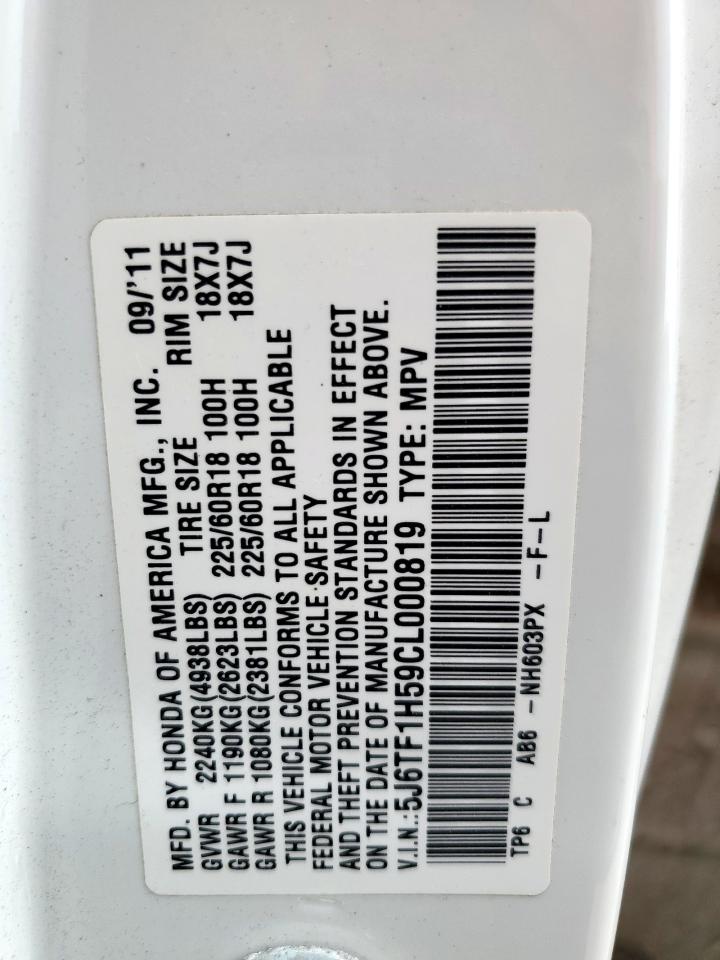 MFD. BY HONDA OF AMERICA MFG., INC. 09/'11
GVWR 2240KG(4938LBS) TIRE SIZE RIM SIZE
GAWR F 1190KG(2623LBS) 225/60R18 100H 18X7J
GAWR R 1080KG(2381LBS) 225/60R18 100H 18X7J
THIS VEHICLE CONFORMS TO ALL APPLICABLE
FEDERAL MOTOR VEHICLE SAFETY
AND THEFT PREVENTION STANDARDS IN EFFECT
ON THE DATE OF MANUFACTURE SHOWN ABOVE.
V.I.N.:5J6TF1H59CL000819 TYPE: MPV
TP6 C AB6 -NH603PX -F-L